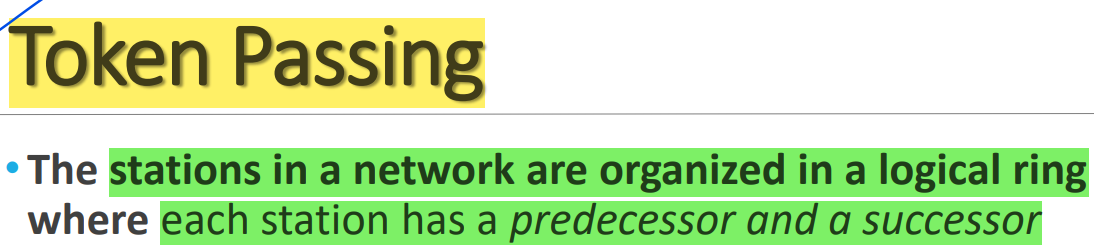 Token Passing
• The stations in a network are organized in a logical ring
where each station has a predecessor and a successor